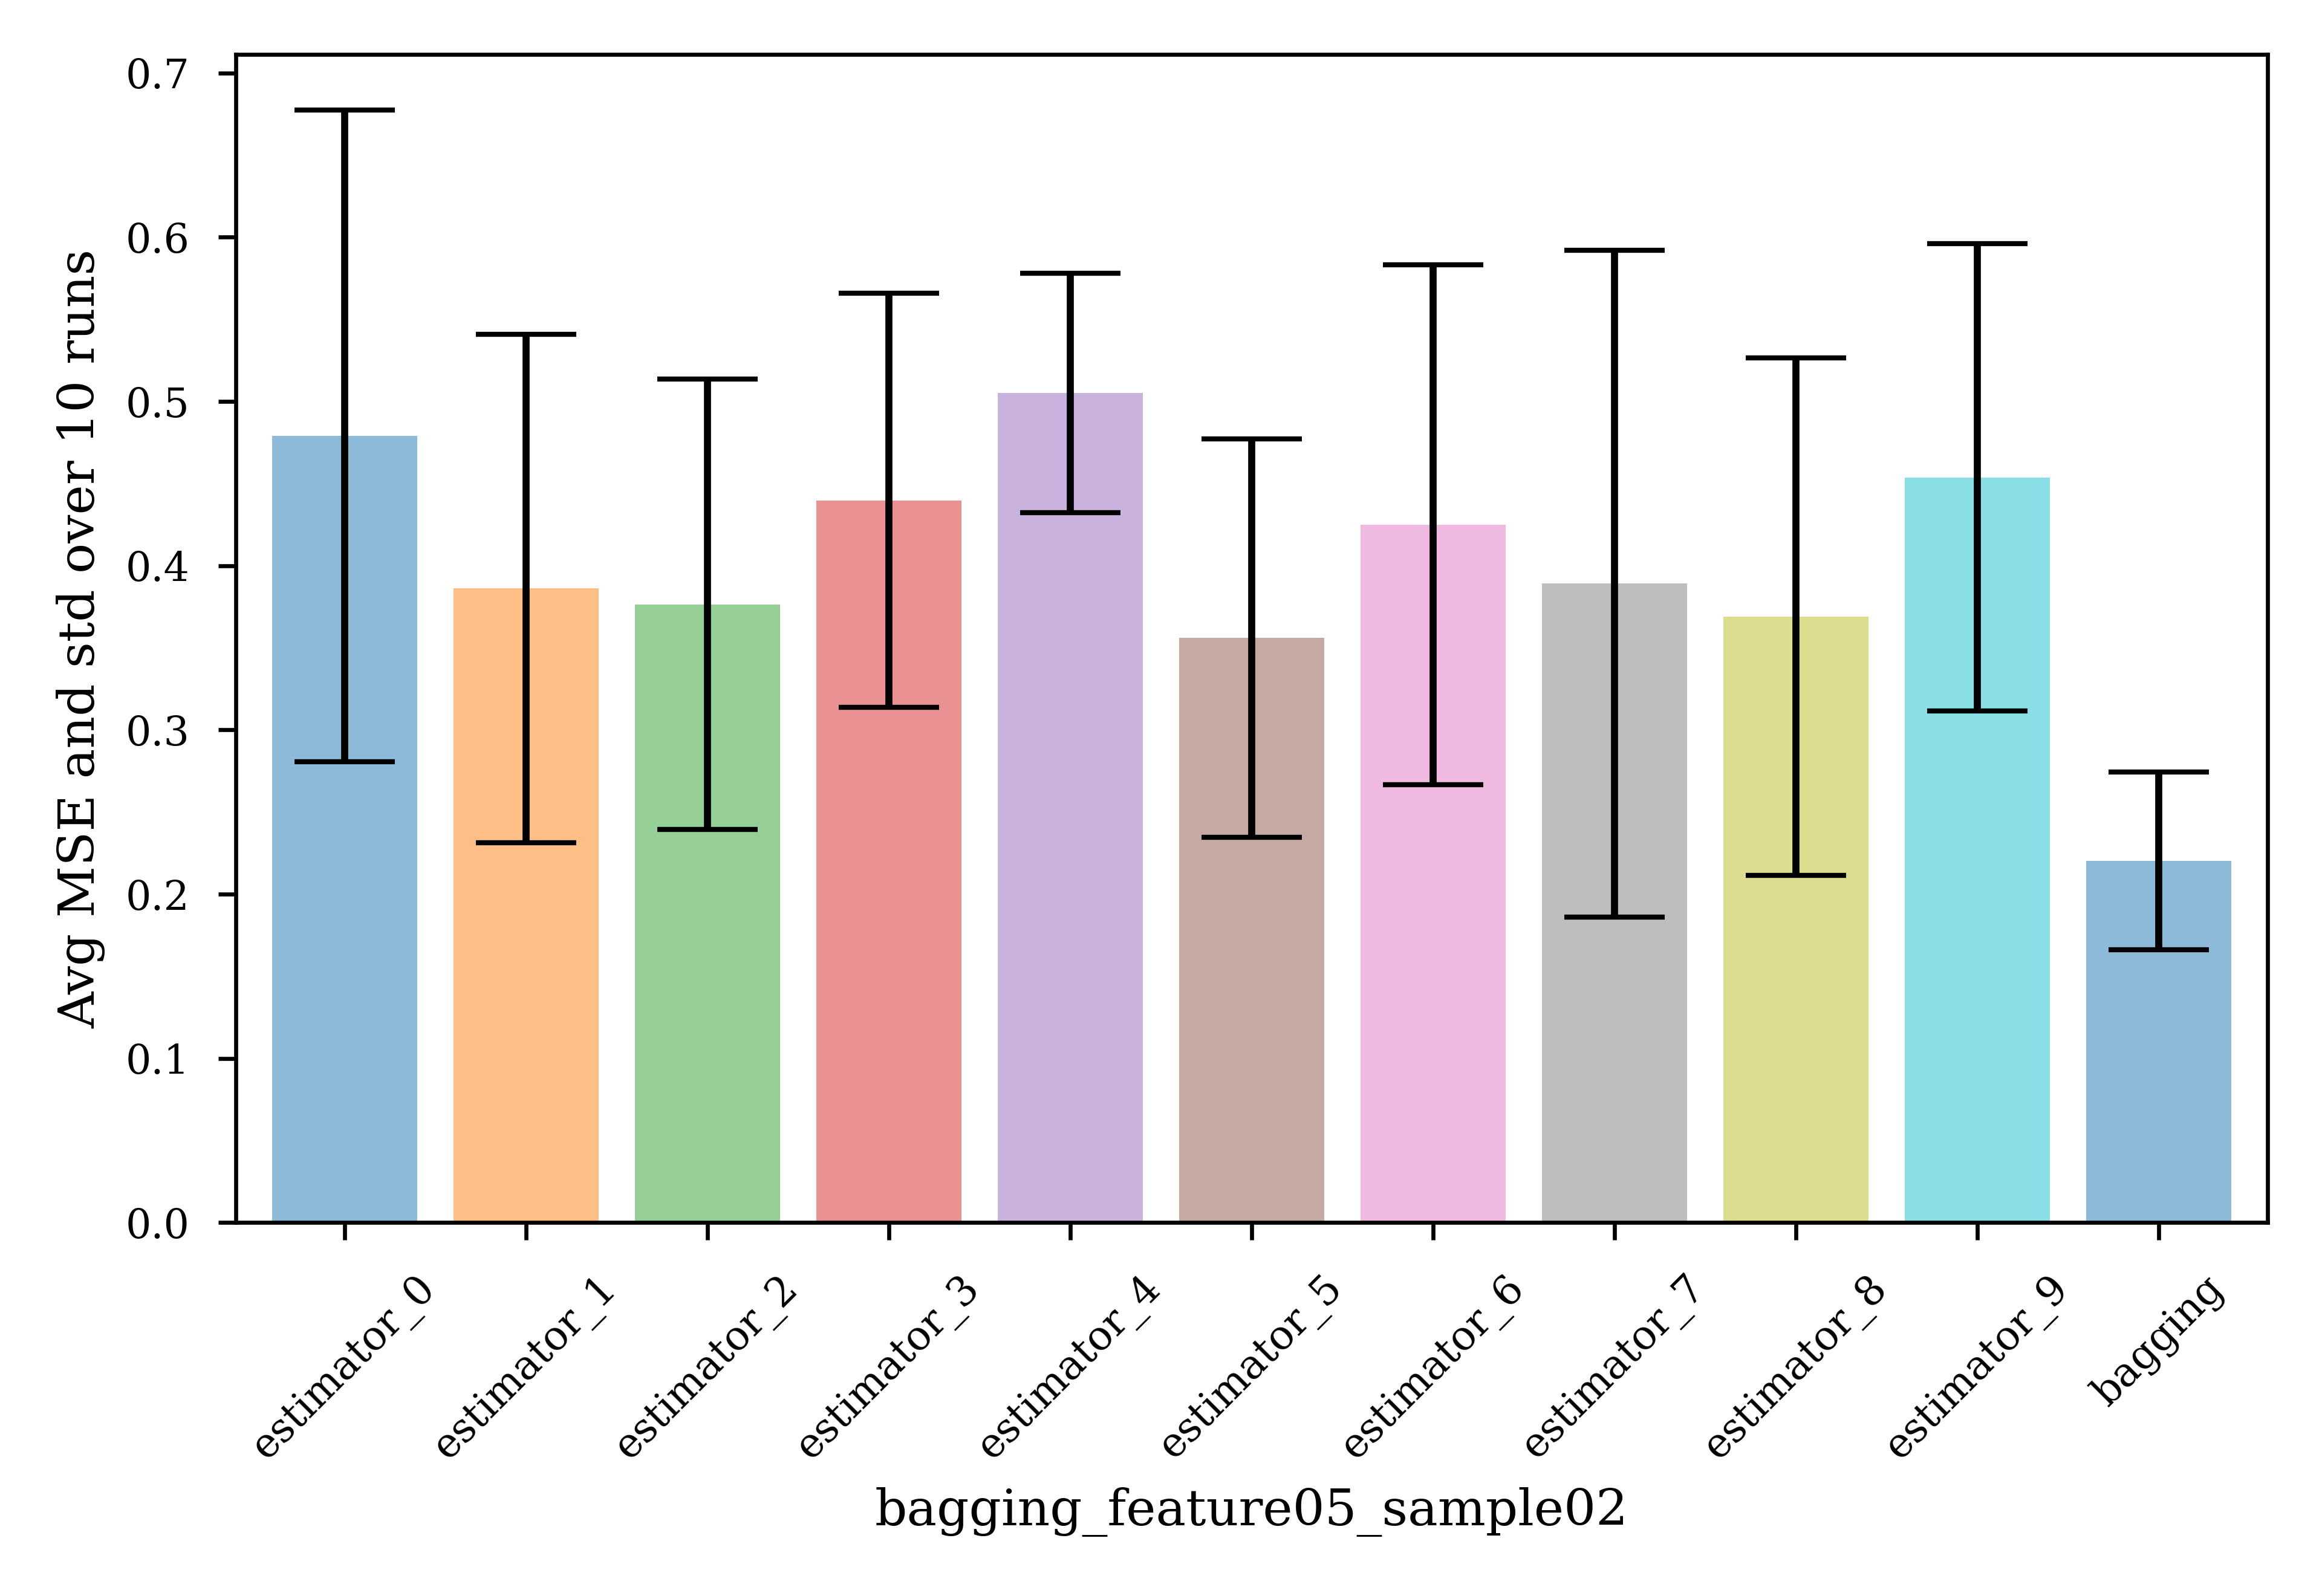 Avg MSE and std over 10 runs
0.7
0.6
0.5
0.4
0.3
0.2
0.1
0.0
estimator_0
estimator_1
estimator_2
estimator_3
estimator_4
estimator_5
estimator_6
estimator_7
estimator_8
estimator_9
bagging
bagging_feature05_sample02